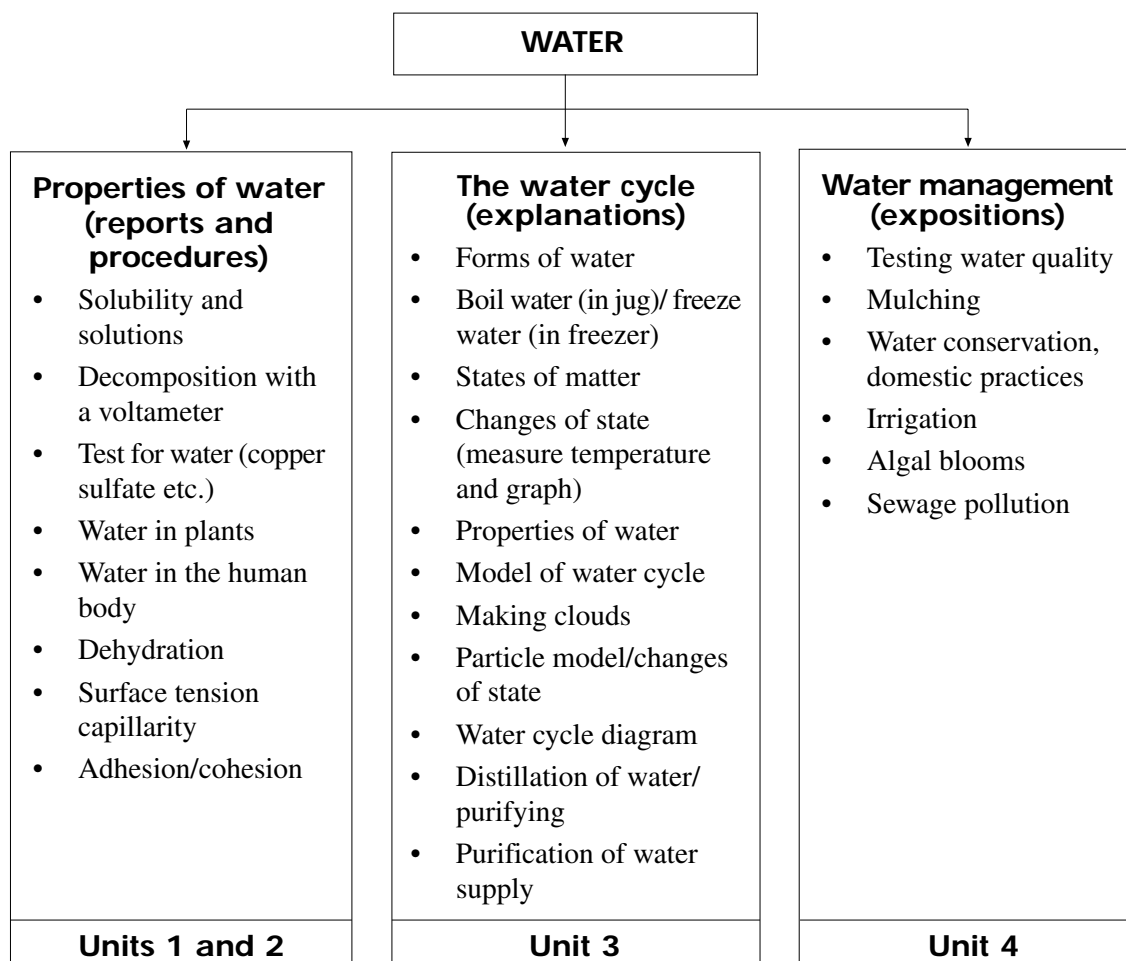 WATER
Properties of water
(reports and
procedures)
• Solubility and
solutions
• Decomposition with
a voltameter
• Test for water (copper
sulfate etc.)
• Water in plants
• Water in the human
body
• Dehydration
• Surface tension
capillarity
• Adhesion/cohesion
Units 1 and 2
The water cycle
(explanations)
• Forms of water
• Boil water (in jug)/ freeze
water (in freezer)
• States of matter
• Changes of state
(measure temperature
and graph)
• Properties of water
• Model of water cycle
• Making clouds
• Particle model/changes
of state
• Water cycle diagram
• Distillation of water/
purifying
• Purification of water
supply
Unit 3
Water management
(expositions)
• Testing water quality
• Mulching
• Water conservation,
domestic practices
• Irrigation
• Algal blooms
• Sewage pollution
Unit 4